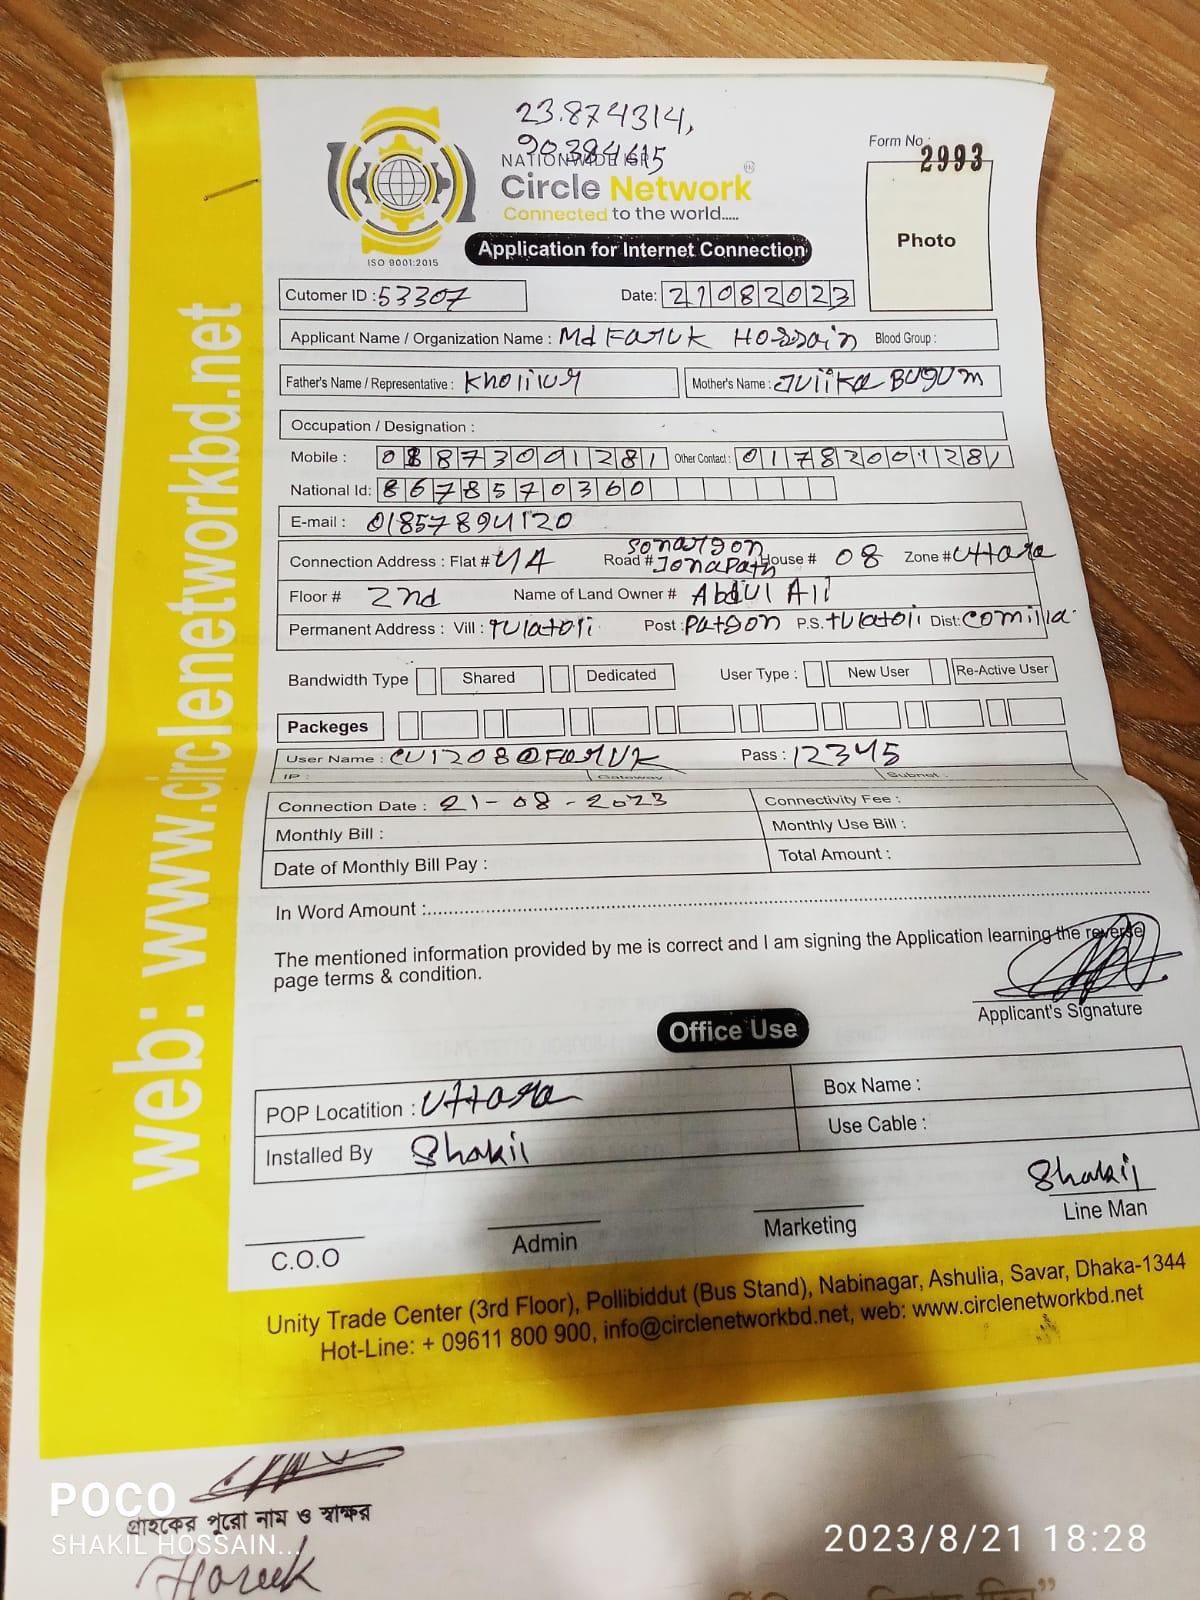 23.874314,
90.384615
NATIONWIDE ISP
Circle Network
Connected to the world.....
ISO 9001:2015
Form No.: 2993
Photo
Application for Internet Connection
Cutomer ID : 53307 Date: 21082023
Applicant Name / Organization Name : Md Faruk Hossain Blood Group :
Father's Name / Representative : Mother's Name :
Occupation / Designation :
Mobile : Other Contact : 01782001281
National Id: 8678570360
E-mail : 01857894120
Connection Address : Flat # 4A Road # Sonargon Jonapath House # 08 Zone # Uttara
Floor # 2nd Name of Land Owner # Abdul Ali
Permanent Address : Vill : tulatoli Post : Patgon P.S. tulatoli Dist: Comilla.
Bandwidth Type Shared Dedicated User Type : New User Re-Active User
Packeges
User Name : CU1208@Faruk Pass : 12345
IP : Gateway Subnet :
Connection Date : 21-08-2023 Connectivity Fee :
Monthly Bill : Monthly Use Bill :
Date of Monthly Bill Pay : Total Amount :
In Word Amount :
The mentioned information provided by me is correct and I am signing the Application learning the reverse
page terms & condition.
Applicant's Signature
Office Use
POP Locatition : Uttara Box Name :
Installed By Shakil Use Cable :
Shakil
C.O.O Admin Marketing Line Man
Unity Trade Center (3rd Floor), Pollibiddut (Bus Stand), Nabinagar, Ashulia, Savar, Dhaka-1344
Hot-Line: + 09611 800 900, info@circlenetworkbd.net, web: www.circlenetworkbd.net
web: www.circlenetworkbd.net
গ্রাহকের পুরো নাম ও স্বাক্ষর
POCO
SHAKIL HOSSAIN...
2023/8/21 18:28